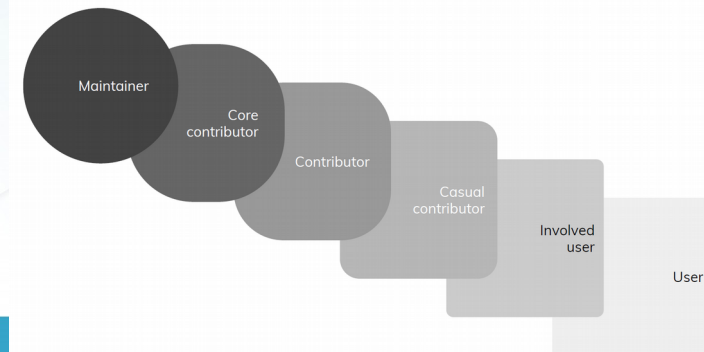 Maintainer
Core
contributor
Contributor
Casual
contributor
Involved
user
User